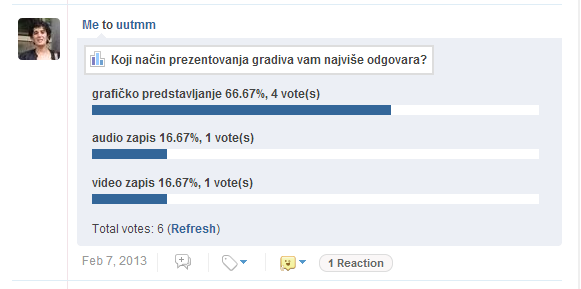 Me to uutmm
Koji način prezentovanja gradiva vam najviše odgovara?
grafičko predstavljanje 66.67%, 4 vote(s)
audio zapis 16.67%, 1 vote(s)
video zapis 16.67%, 1 vote(s)
Total votes: 6 (Refresh)
Feb 7, 2013
1 Reaction